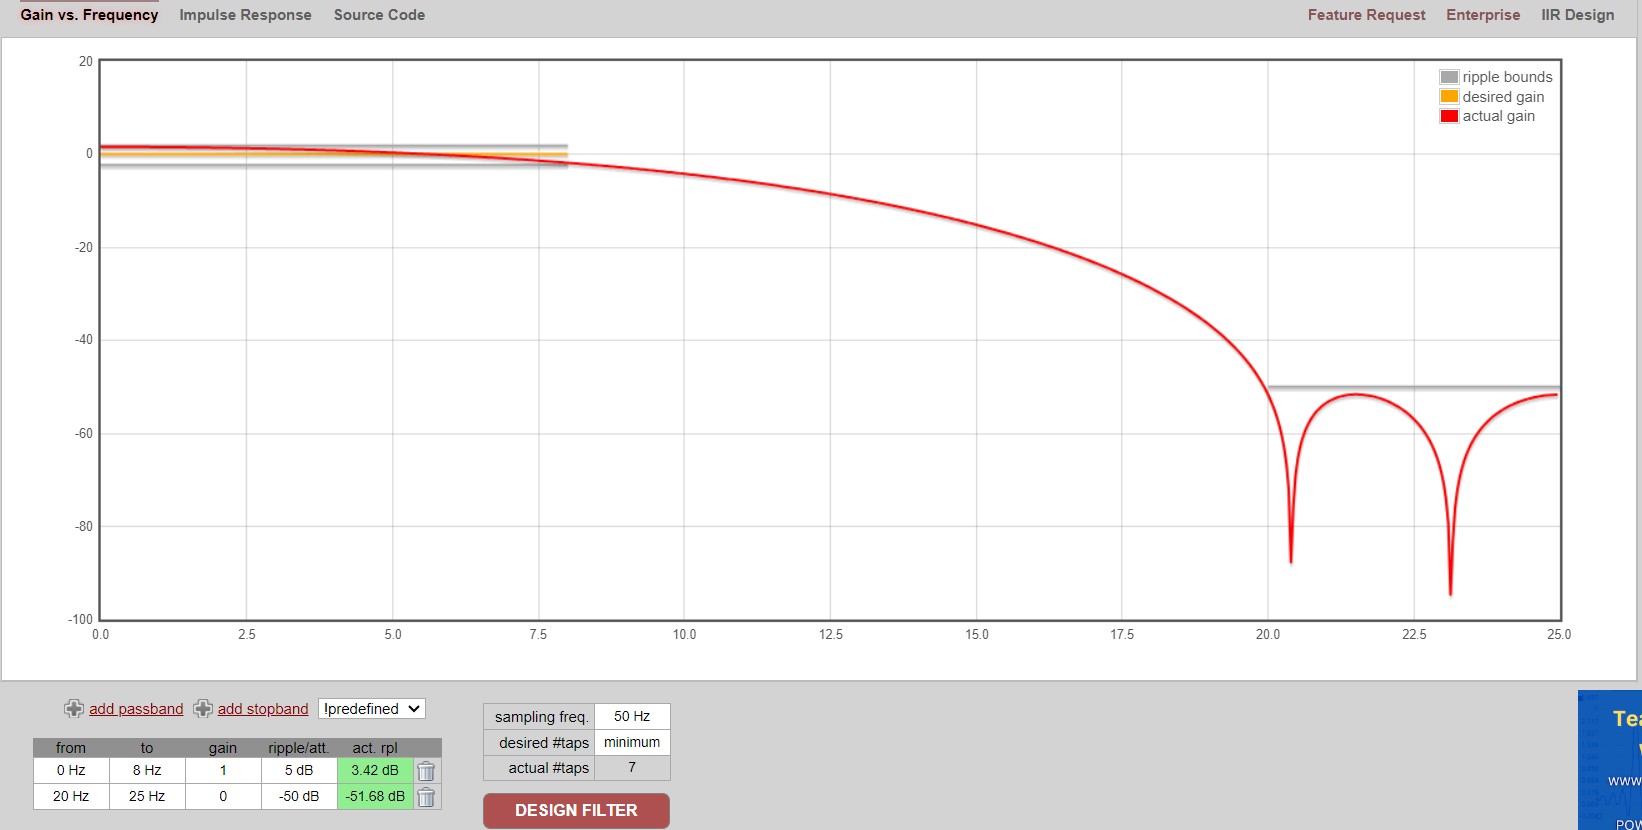 Gain vs. Frequency Impulse Response Source Code Feature Request Enterprise IIR Design
20
ripple bounds
desired gain
actual gain
0
-20
-40
-60
-80
-100
0.0 2.5 5.0 7.5 10.0 12.5 15.0 17.5 20.0 22.5 25.0
add passband add stopband !predefined
from to gain ripple/att. act. rpl
0 Hz 8 Hz 1 5 dB 3.42 dB
20 Hz 25 Hz 0 -50 dB -51.68 dB
sampling freq. 50 Hz
desired #taps minimum
actual #taps 7
DESIGN FILTER
Tea
www
POW